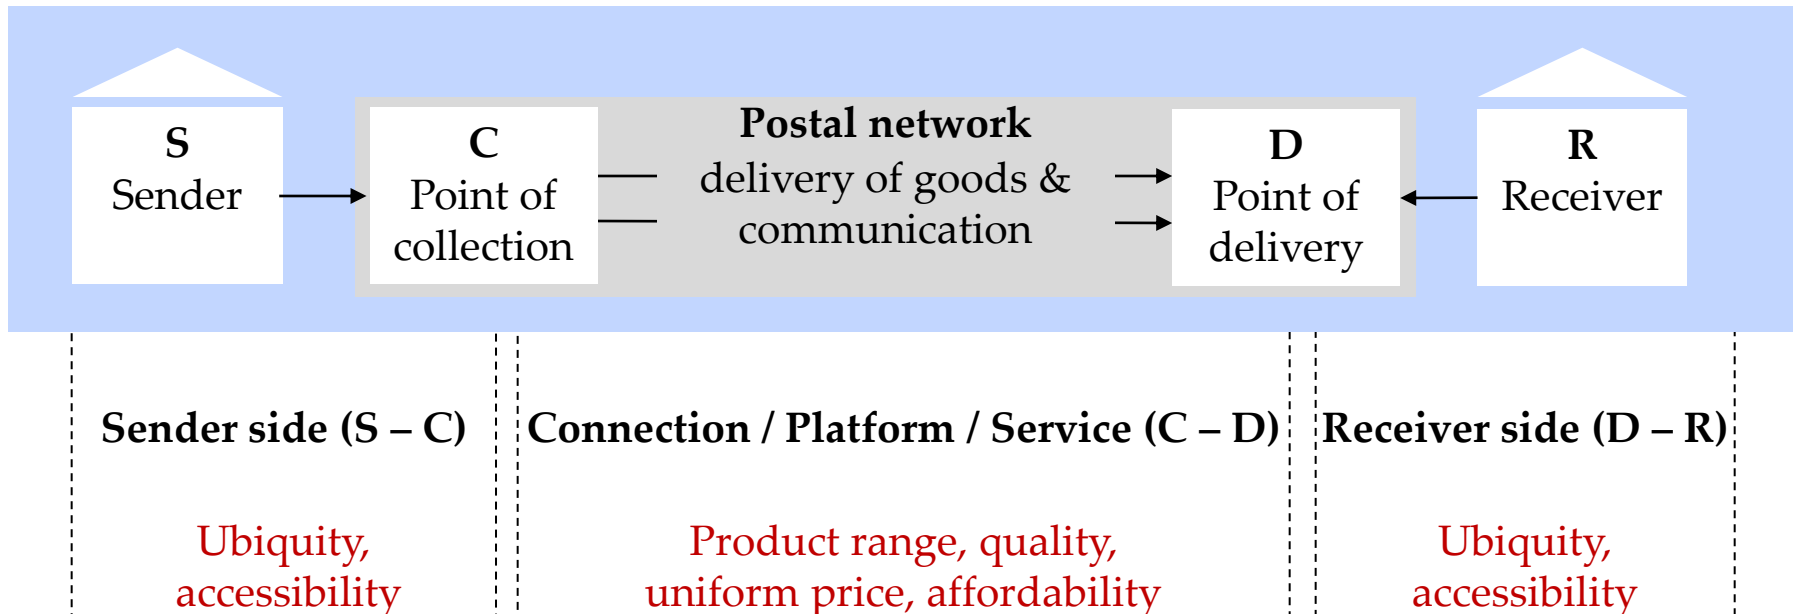 S
Sender
C
Point of
collection
Postal network
delivery of goods &
communication
D
Point of
delivery
R
Receiver
Sender side (S – C)
Connection / Platform / Service (C – D)
Receiver side (D – R)
Ubiquity,
accessibility
Product range, quality,
uniform price, affordability
Ubiquity,
accessibility